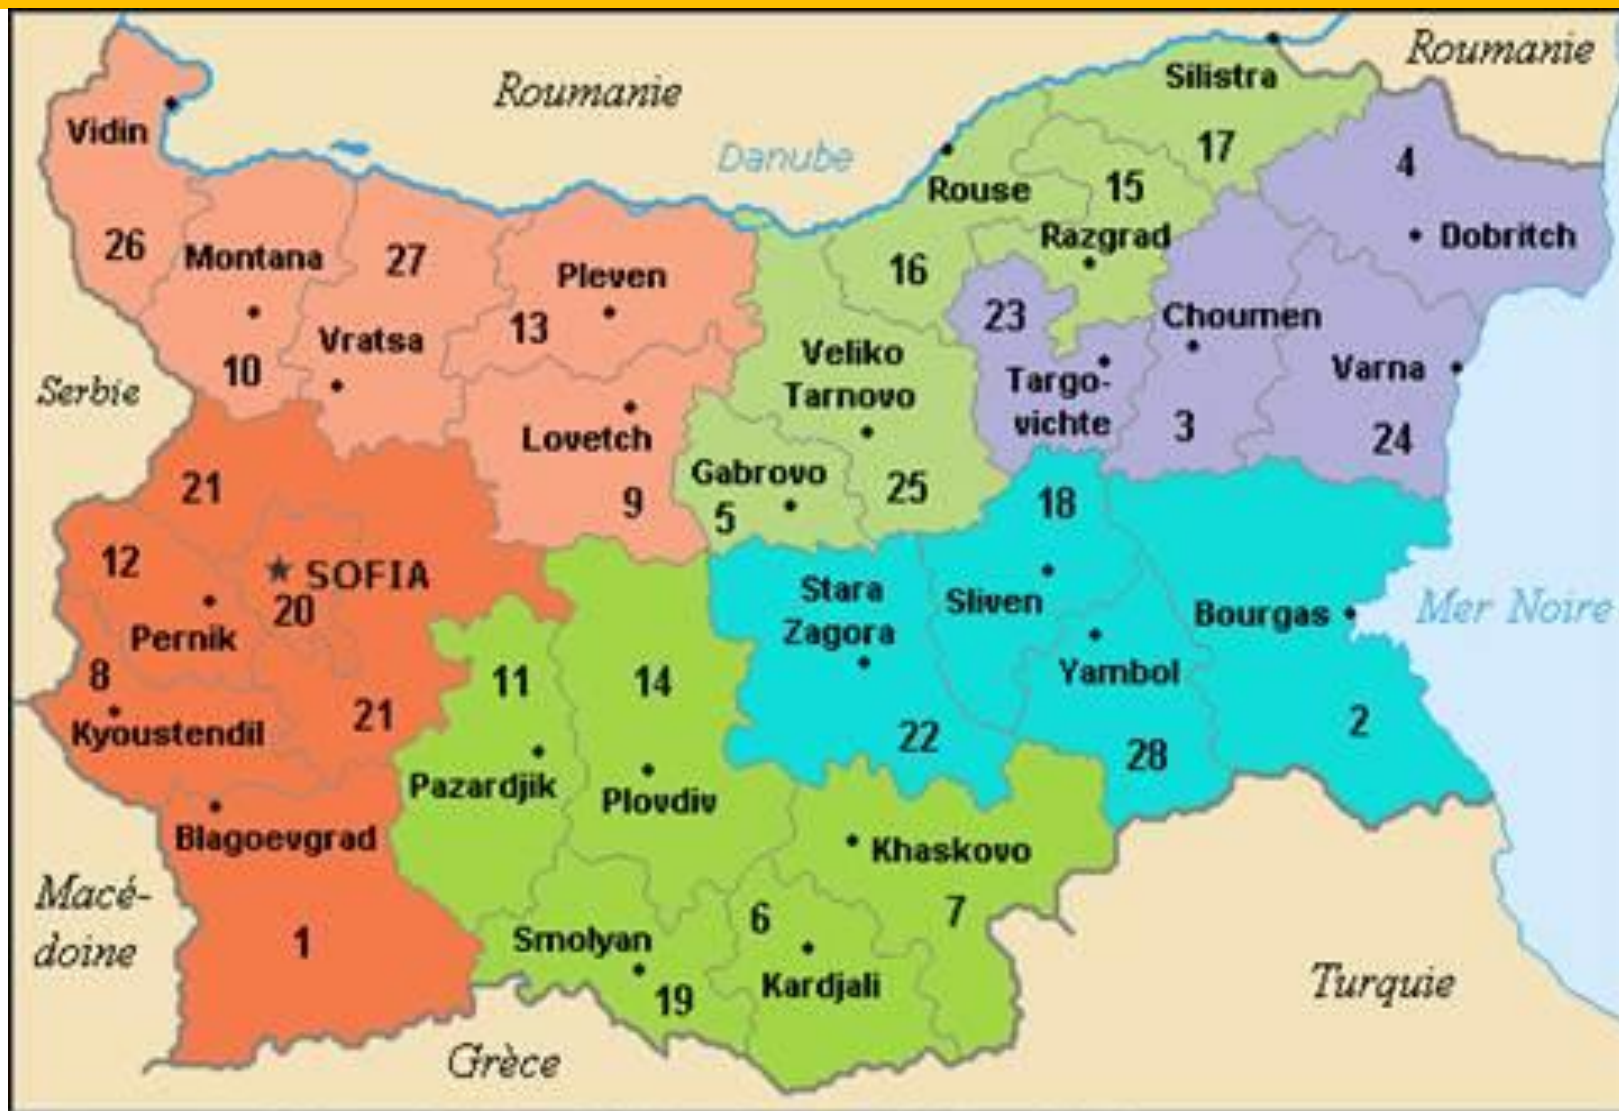 Roumanie
Roumanie
Silistra
Vidin
17
Danube
4
Rouse
15
26
Montana
27
Razgrad
Dobritch
Pleven
16
13
23
Choumen
10
Vratsa
Veliko
Tarnovo
Targo-
vichte
Varna
Serbie
Lovetch
3
24
21
Gabrovo
9
5
25
18
12
SOFIA
20
Stara
Zagora
Sliven
Bourgas
Mer Noire
Pernik
8
11
14
Yambol
Kyoustendil
21
22
28
2
Pazardjik
Plovdiv
Blagoevgrad
Khaskovo
Macé-
doine
1
6
7
Smolyan
19
Kardjali
Turquie
Grèce